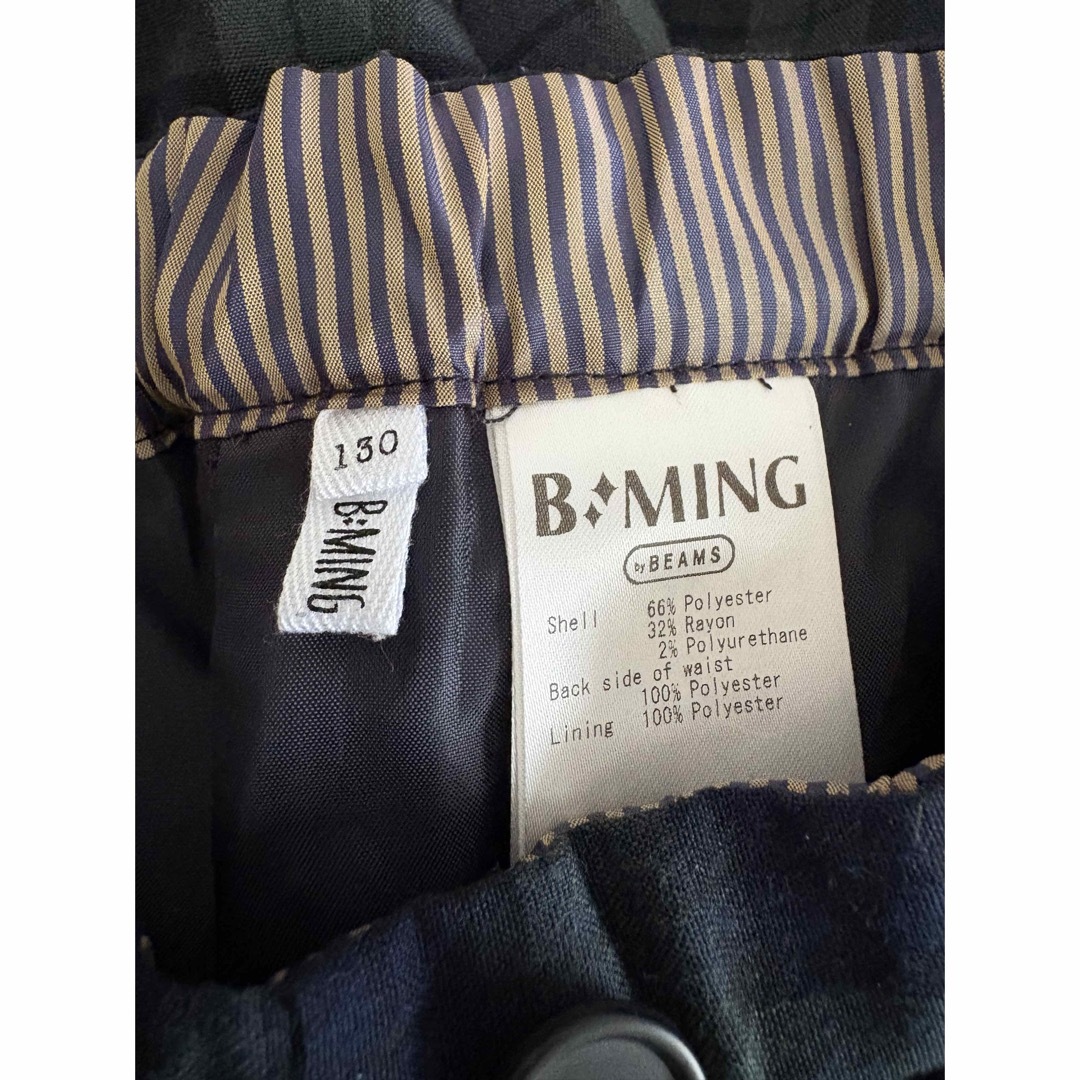 130
B:MING
B:MING
by BEAMS
Shell 66% Polyester
32% Rayon
2% Polyurethane
Back side of waist
100% Polyester
Lining 100% Polyester